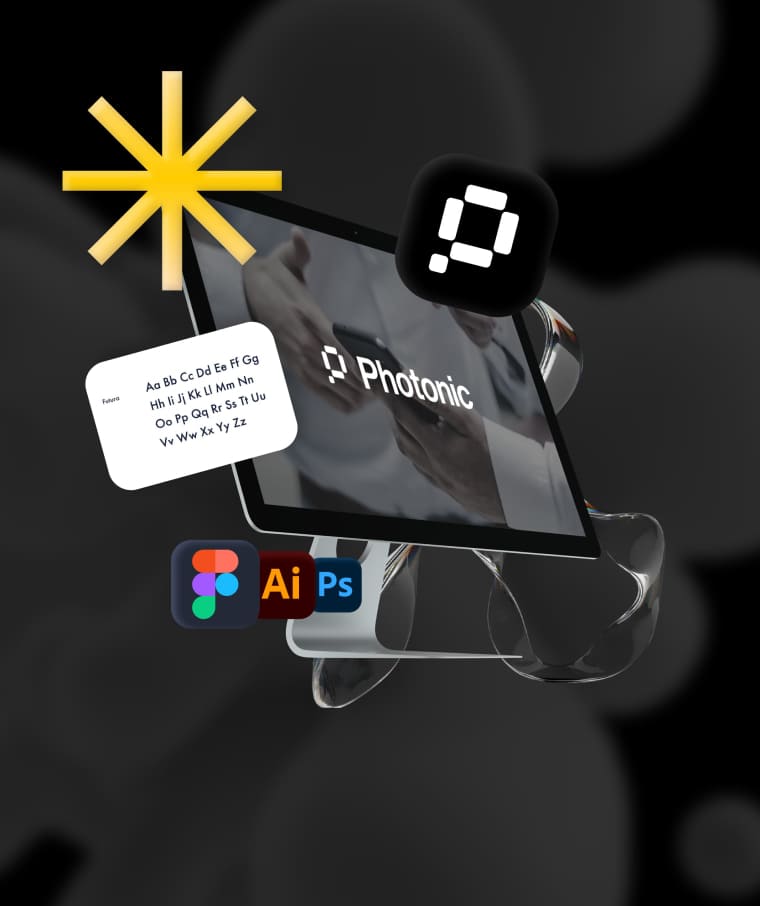 Photonic
Futura
Aa Bb Cc Dd Ee Ff Gg
Hh Ii Jj Kk Ll Mm Nn
Oo Pp Qq Rr Ss Tt Uu
Vv Ww Xx Yy Zz
Ai
Ps